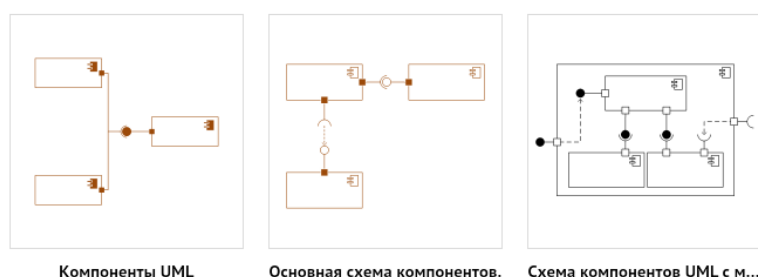 Компоненты UML
Основная схема компонентов.
Схема компонентов UML с м...